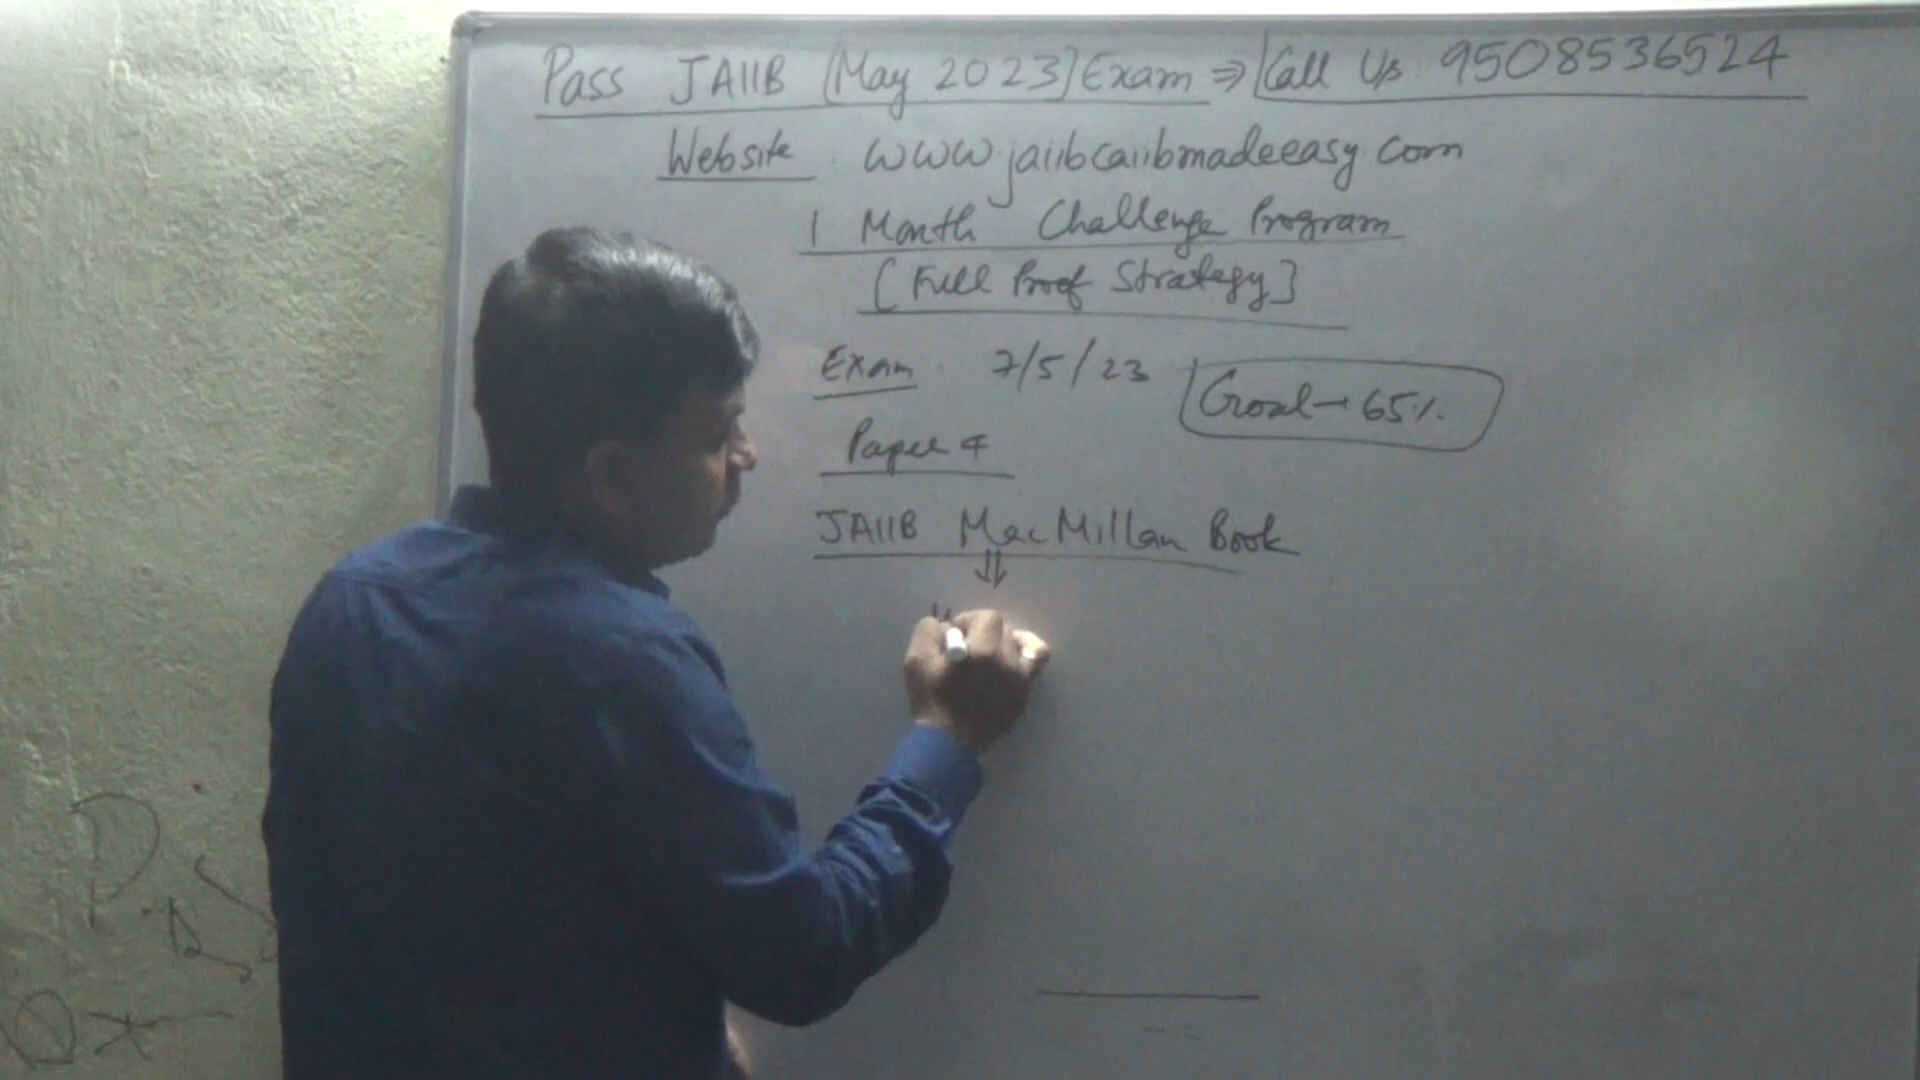 Pass JAIIB [May 2023] Exam ⇒ Call Us 9508536524
Website www.jaiibcaiibmadeeasy com
1 Month Challenge Program
[Full Proof Strategy]
Exam 7/5/23
Goal → 65%
Paper 4
JAIIB MacMillan Book
⇓